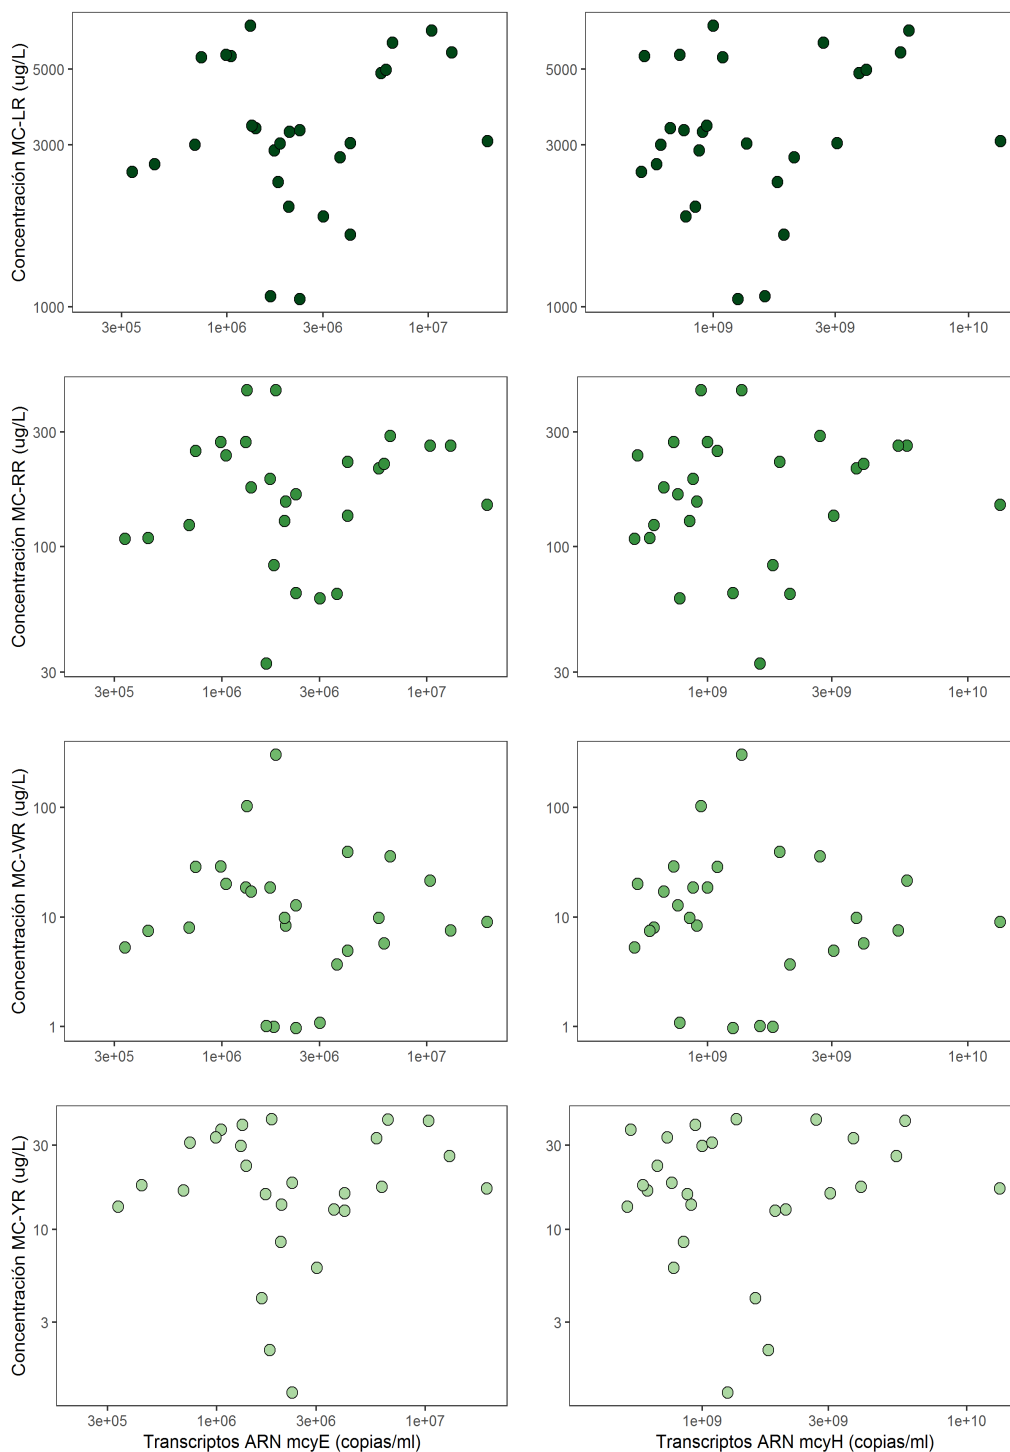 Concentración MC-LR (ug/L)
5000
3000
1000
3e+05 1e+06 3e+06 1e+07
5000
3000
1000
1e+09 3e+09 1e+10
Concentración MC-RR (ug/L)
300
100
30
3e+05 1e+06 3e+06 1e+07
300
100
30
1e+09 3e+09 1e+10
Concentración MC-WR (ug/L)
100
10
1
3e+05 1e+06 3e+06 1e+07
100
10
1
1e+09 3e+09 1e+10
Concentración MC-YR (ug/L)
30
10
3
3e+05 1e+06 3e+06 1e+07
Transcriptos ARN mcyE (copias/ml)
30
10
3
1e+09 3e+09 1e+10
Transcriptos ARN mcyH (copias/ml)